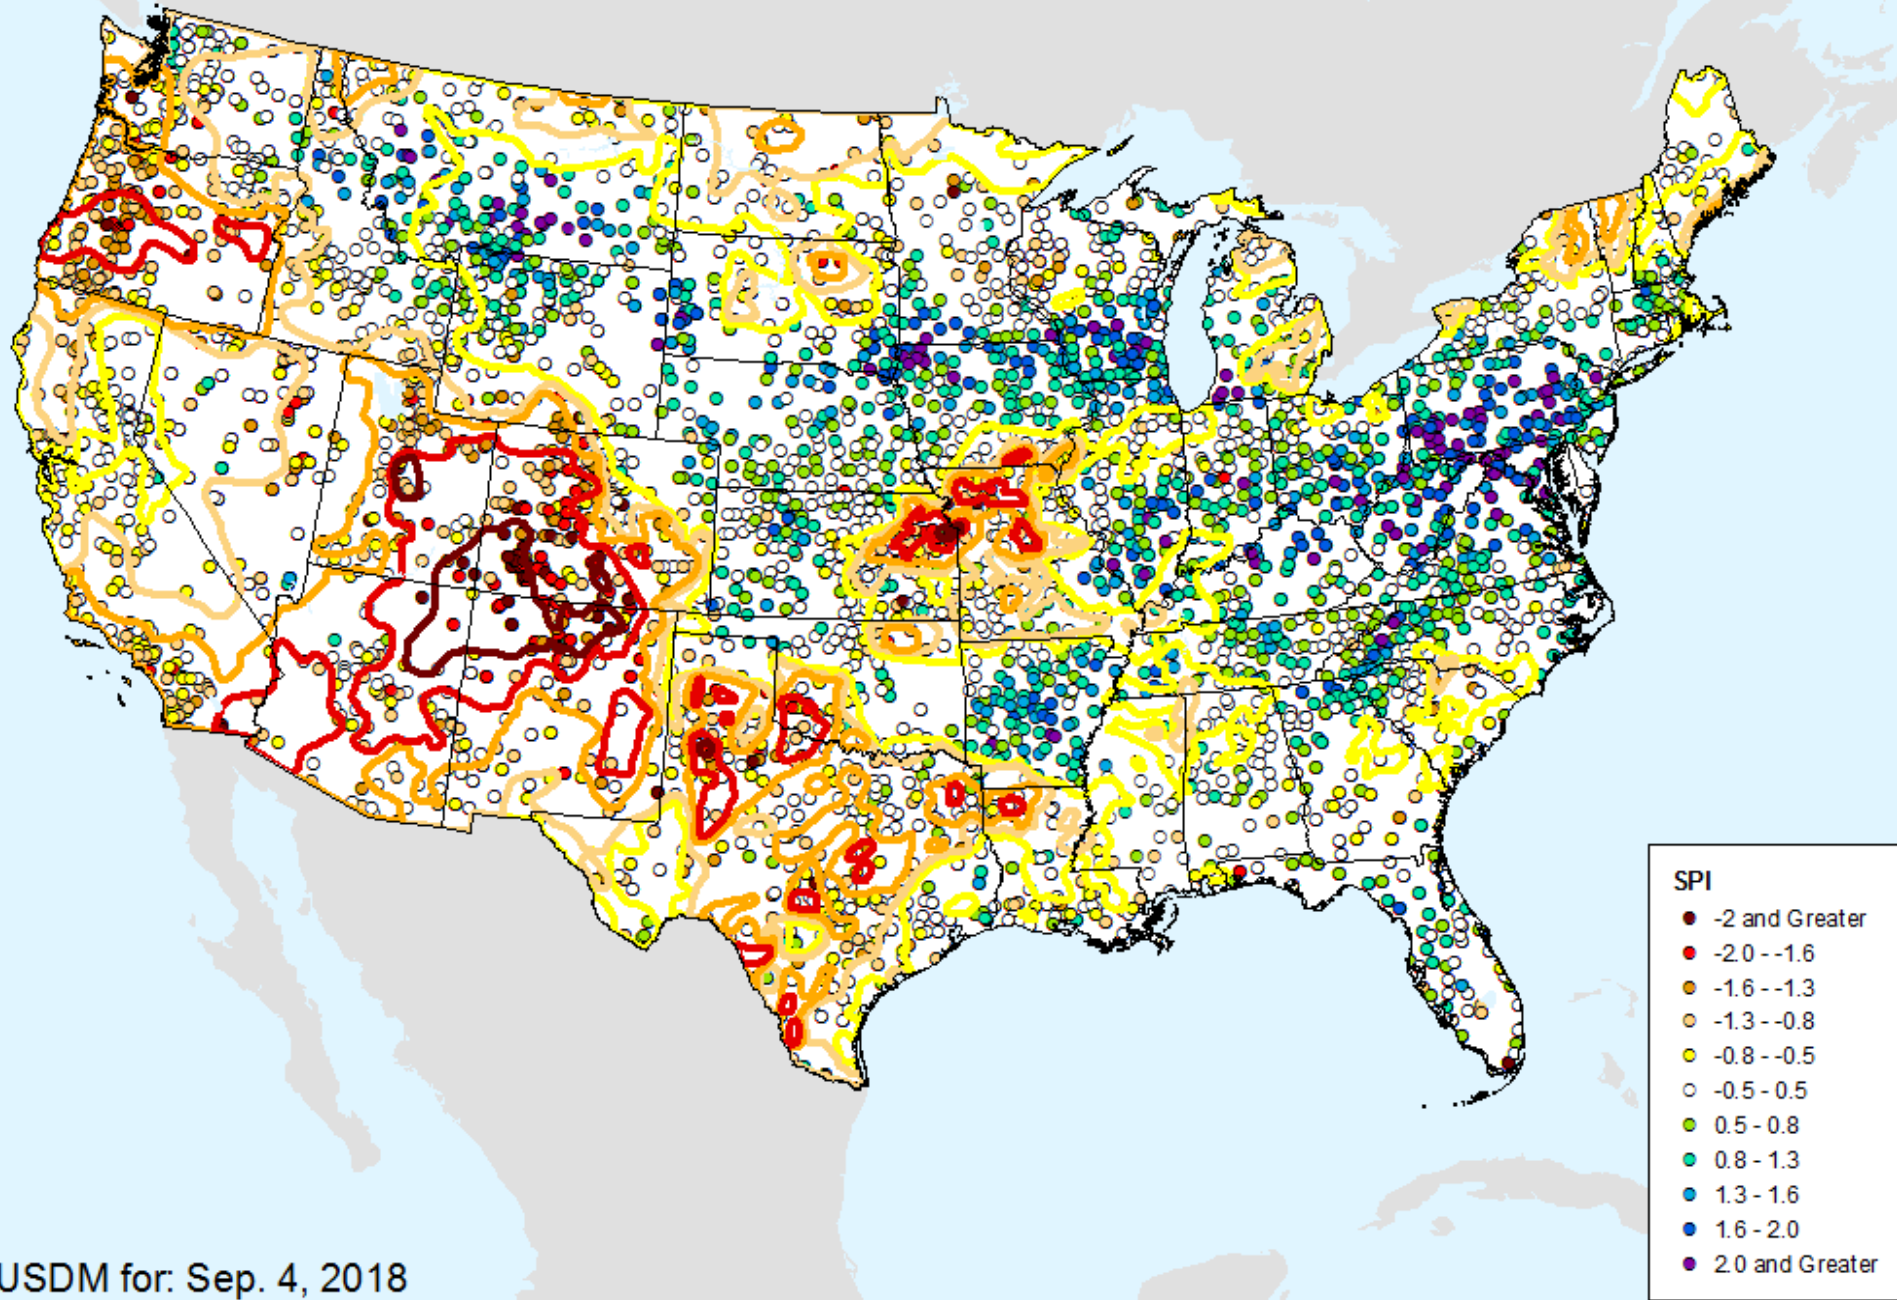 SPI
-2 and Greater
-2.0 - -1.6
-1.6 - -1.3
-1.3 - -0.8
-0.8 - -0.5
-0.5 - 0.5
0.5 - 0.8
0.8 - 1.3
1.3 - 1.6
1.6 - 2.0
2.0 and Greater
USDM for: Sep. 4, 2018